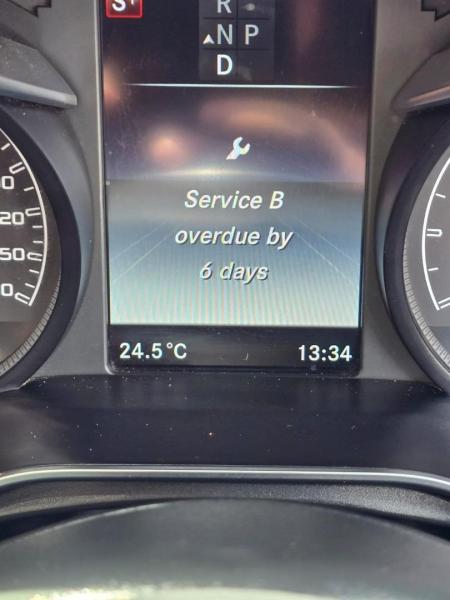 S+
R
N P
D
Service B
overdue by
6 days
24.5°C 13:34